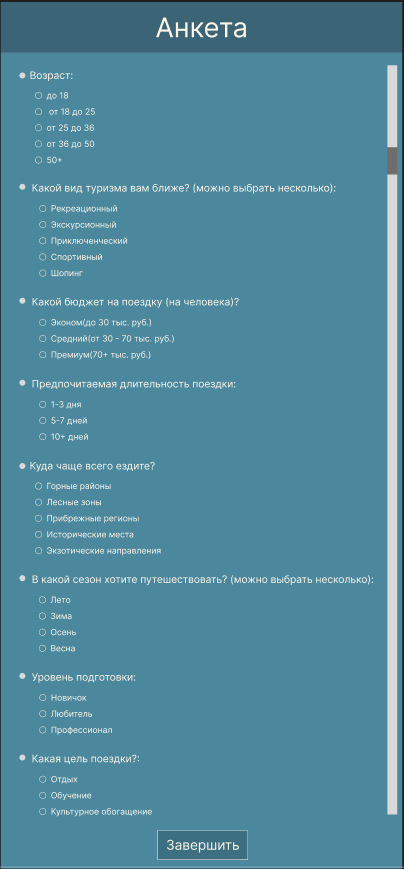 Анкета
Возраст:
до 18
от 18 до 25
от 25 до 36
от 36 до 50
50+
Какой вид туризма вам ближе? (можно выбрать несколько):
Рекреационный
Экскурсионный
Приключенческий
Спортивный
Шопинг
Какой бюджет на поездку (на человека)?
Эконом(до 30 тыс. руб.)
Средний(от 30 - 70 тыс. руб.)
Премиум(70+ тыс. руб.)
Предпочитаемая длительность поездки:
1-3 дня
5-7 дней
10+ дней
Куда чаще всего ездите?
Горные районы
Лесные зоны
Прибрежные регионы
Исторические места
Экзотические направления
В какой сезон хотите путешествовать? (можно выбрать несколько):
Лето
Зима
Осень
Весна
Уровень подготовки:
Новичок
Любитель
Профессионал
Какая цель поездки?:
Отдых
Обучение
Культурное обогащение
Завершить